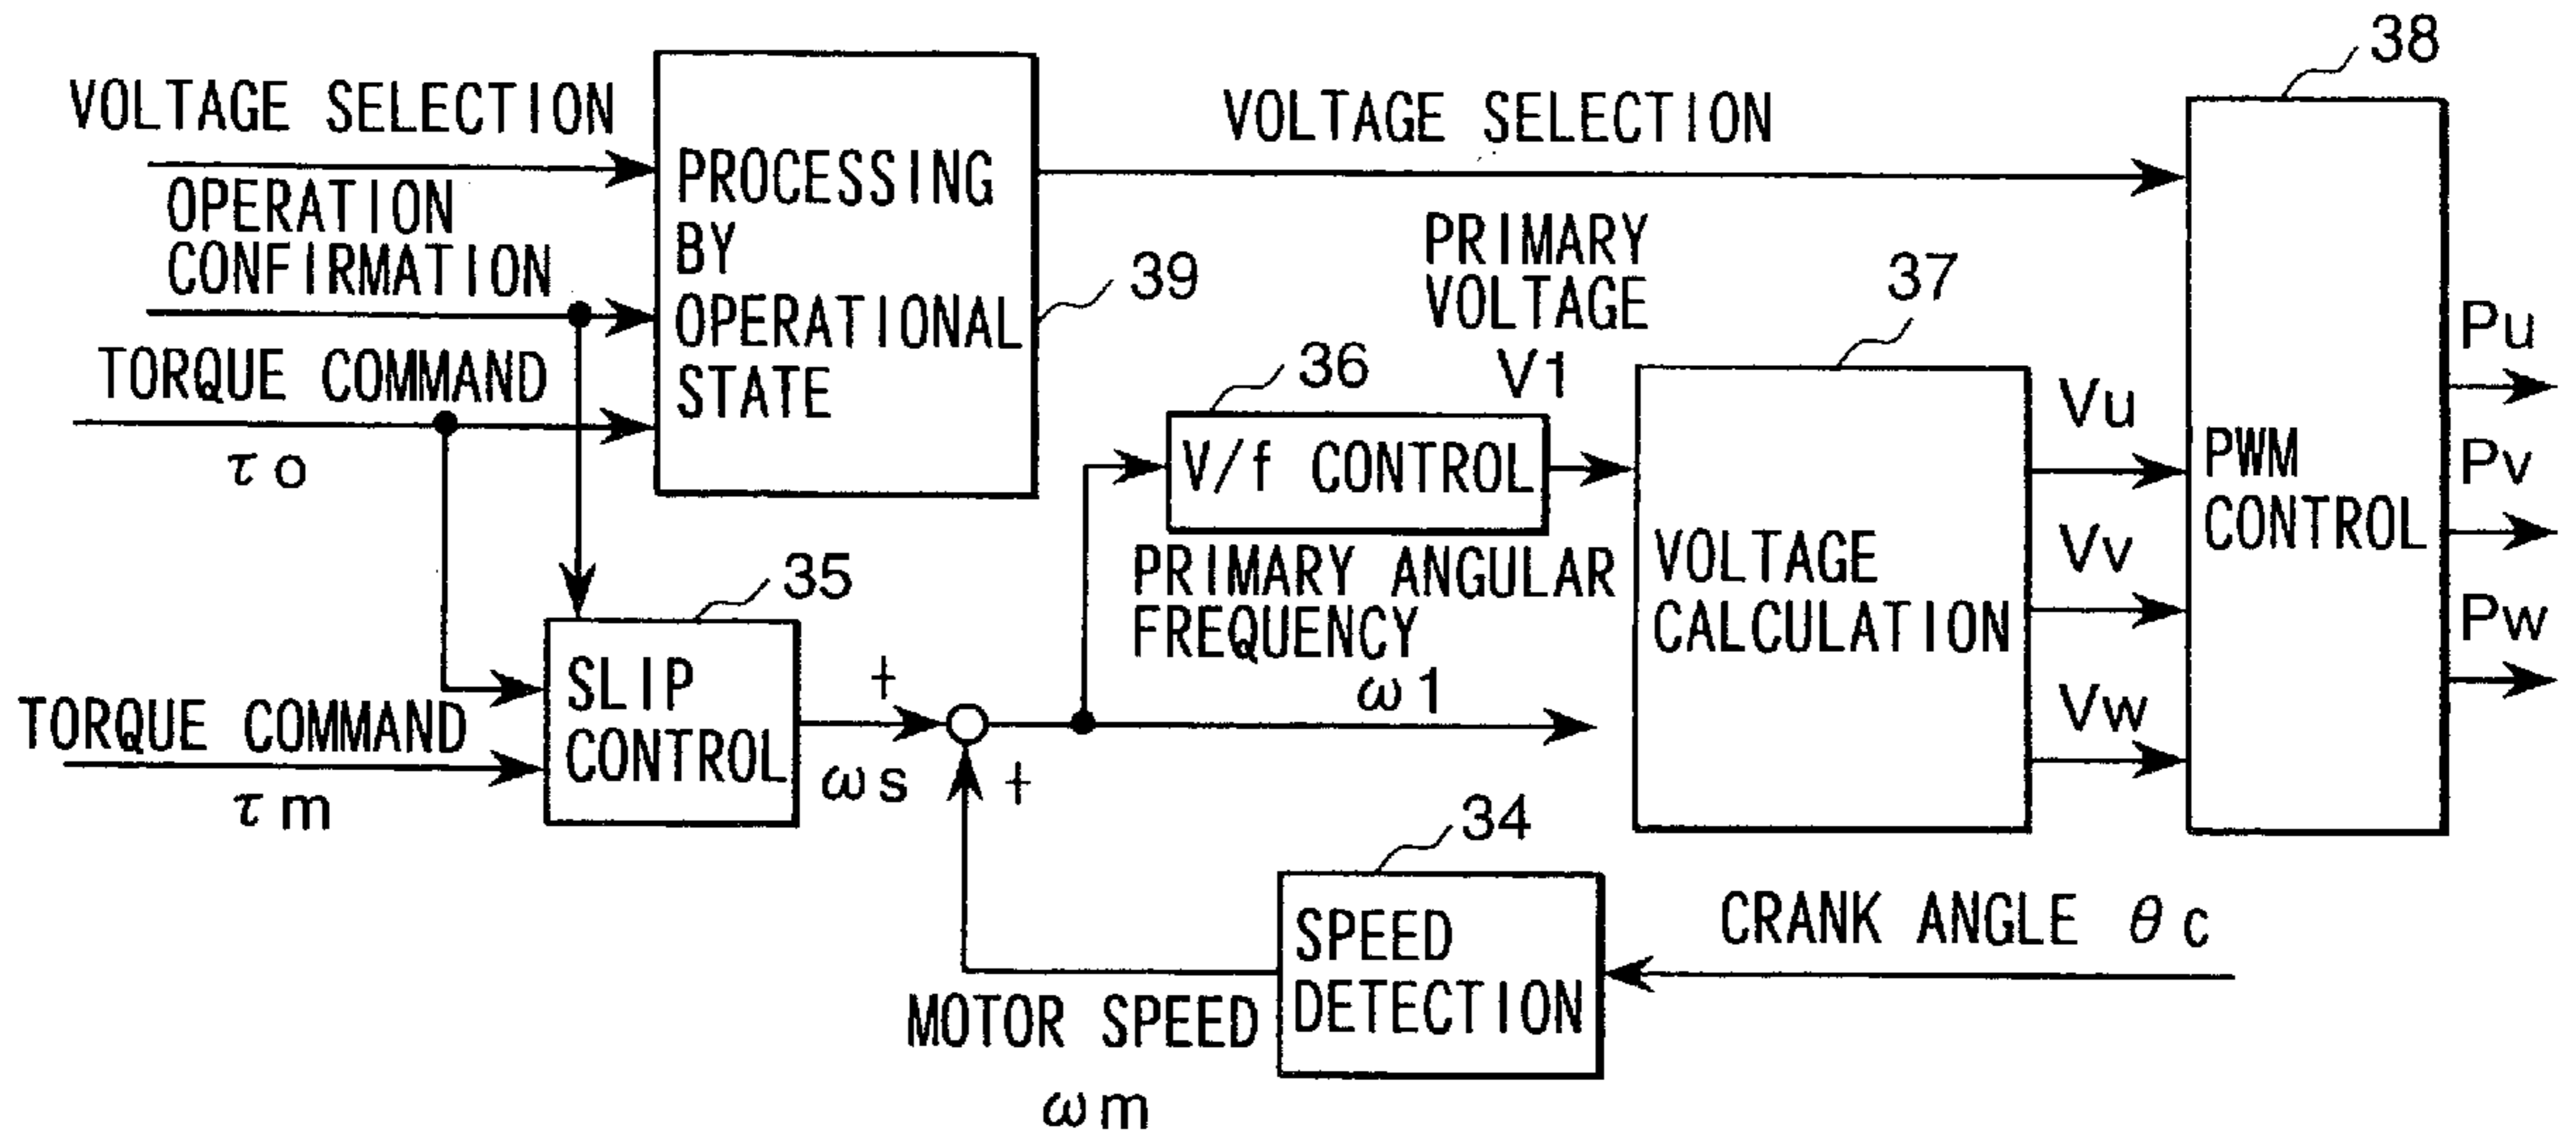 38
VOLTAGE SELECTION
VOLTAGE SELECTION
PROCESSING
BY
OPERATIONAL
STATE
OPERATION
CONFIRMATION
39
PRIMARY
VOLTAGE
V1
37
Pu
TORQUE COMMAND
τo
36
V/f CONTROL
Vu
Pv
PWM
CONTROL
PRIMARY ANGULAR
FREQUENCY
ω1
VOLTAGE
CALCULATION
Vv
Pw
35
SLIP
CONTROL
+
Vw
TORQUE COMMAND
τm
ωs
+
34
SPEED
DETECTION
CRANK ANGLE θc
MOTOR SPEED
ωm